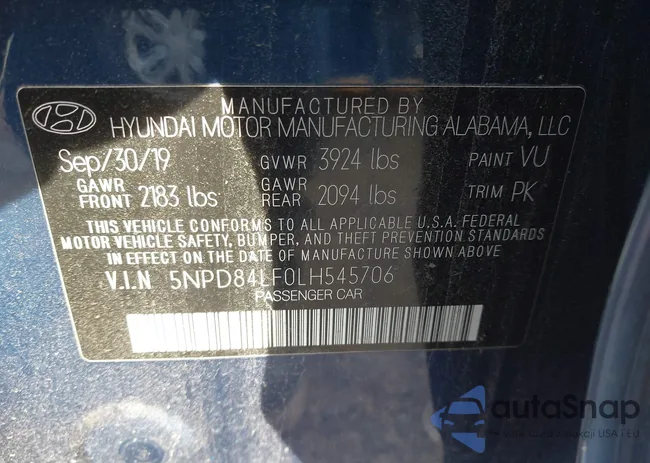 MANUFACTURED BY
HYUNDAI MOTOR MANUFACTURING ALABAMA, LLC
Sep/30/19 GVWR 3924 lbs PAINT VU
GAWR FRONT 2183 lbs GAWR REAR 2094 lbs TRIM PK
THIS VEHICLE CONFORMS TO ALL APPLICABLE U.S.A. FEDERAL
MOTOR VEHICLE SAFETY, BUMPER, AND THEFT PREVENTION STANDARDS
IN EFFECT ON THE DATE OF MANUFACTURE SHOWN ABOVE
V.I.N 5NPD84LF0LH545706
PASSENGER CAR
autoSnap
USA i EU